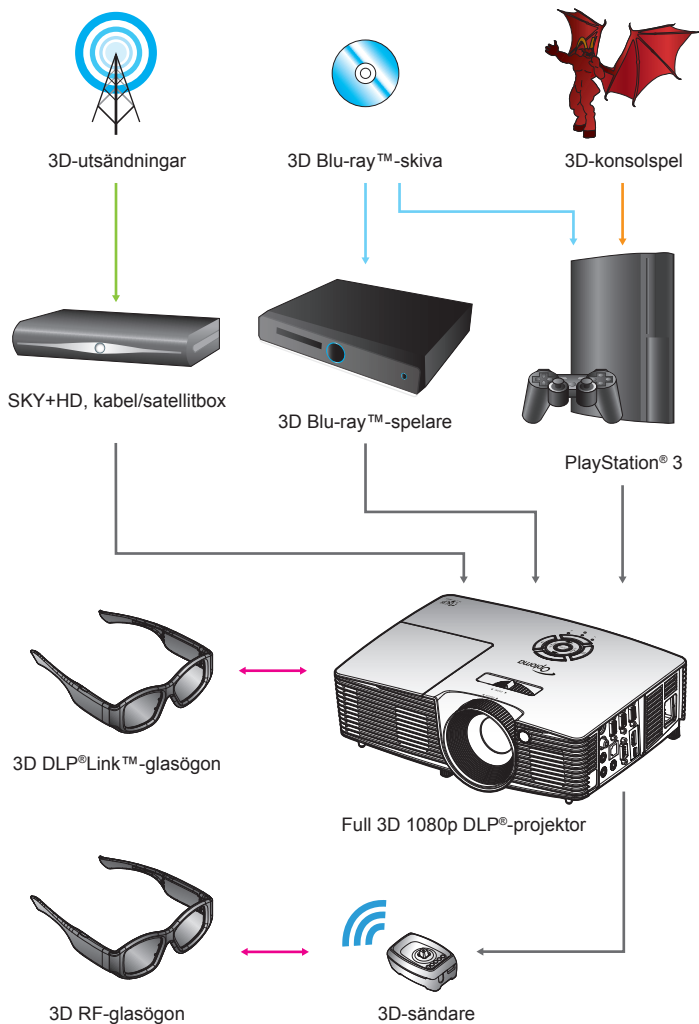 3D-utsändningar
3D Blu-ray™-skiva
3D-konsolspel
SKY+HD, kabel/satellitbox
3D Blu-ray™-spelare
PlayStation® 3
Optoma
3D DLP®Link™-glasögon
Full 3D 1080p DLP®-projektor
3D RF-glasögon
3D-sändare